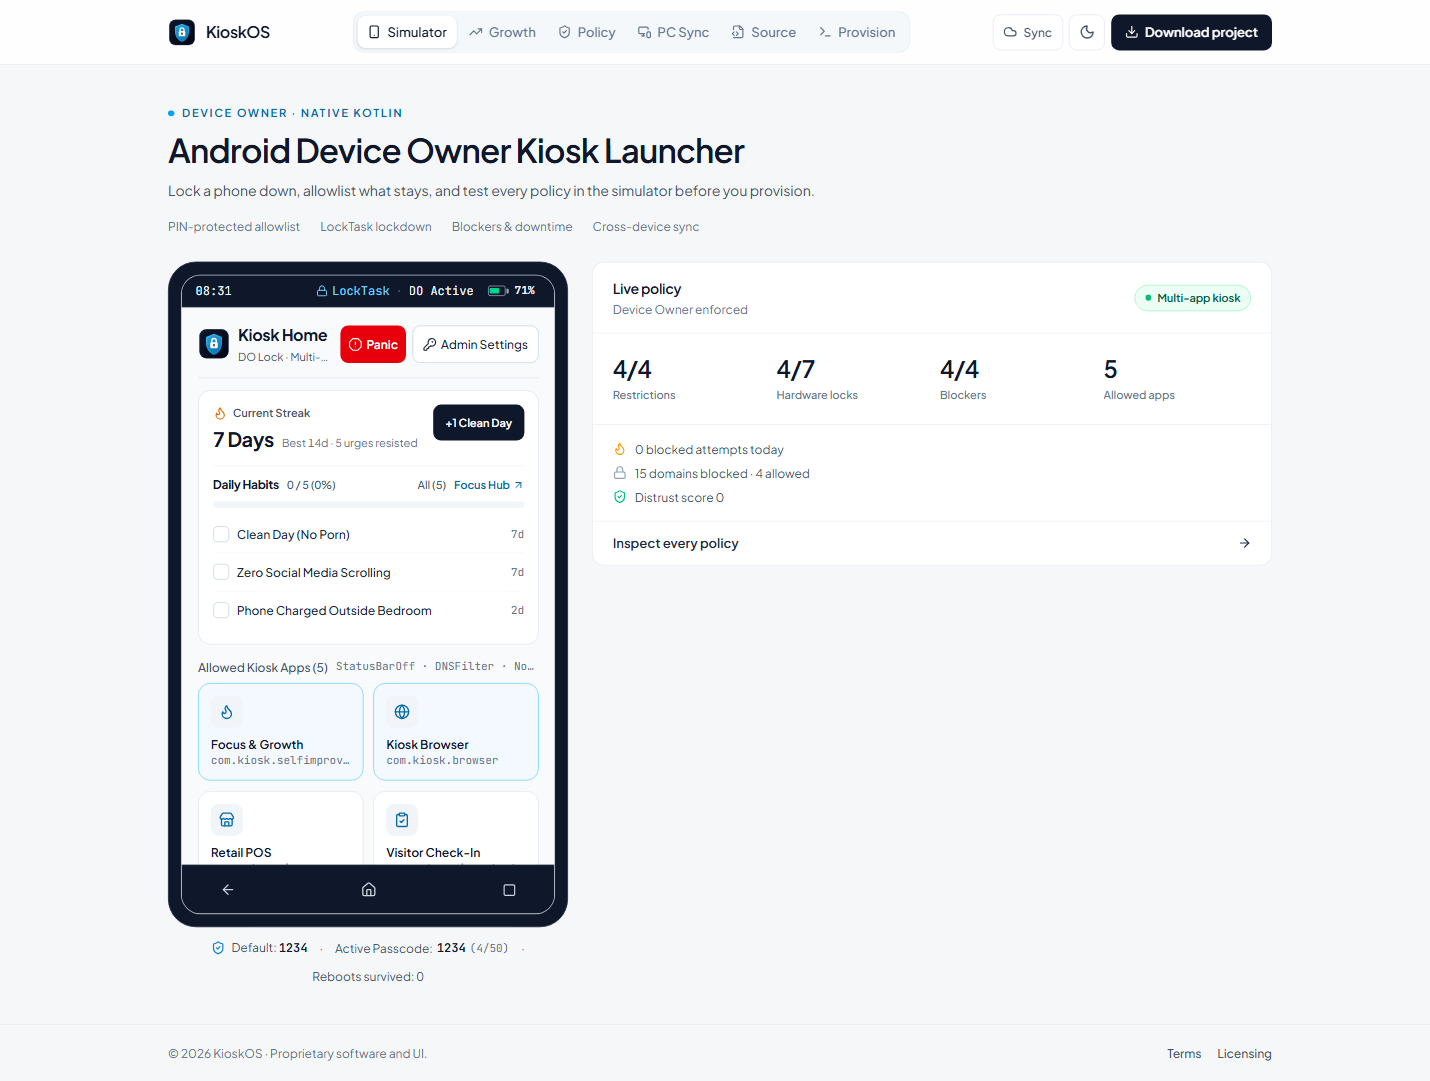 KioskOS
Simulator
Growth
Policy
PC Sync
Source
Provision
Sync
Download project
DEVICE OWNER · NATIVE KOTLIN
Android Device Owner Kiosk Launcher
Lock a phone down, allowlist what stays, and test every policy in the simulator before you provision.
PIN-protected allowlist
LockTask lockdown
Blockers & downtime
Cross-device sync
08:31
LockTask · DO Active
71%
Kiosk Home
DO Lock · Multi-...
Panic
Admin Settings
Current Streak
7 Days Best 14d · 5 urges resisted
+1 Clean Day
Daily Habits 0 / 5 (0%)
All (5) Focus Hub
Clean Day (No Porn) 7d
Zero Social Media Scrolling 7d
Phone Charged Outside Bedroom 2d
Allowed Kiosk Apps (5) StatusBarOff · DNSFilter · No…
Focus & Growth
com.kiosk.selfimprov…
Kiosk Browser
com.kiosk.browser
Retail POS
Visitor Check-In
Default: 1234 · Active Passcode: 1234 (4/50) ·
Reboots survived: 0
Live policy
Device Owner enforced
Multi-app kiosk
4/4
Restrictions
4/7
Hardware locks
4/4
Blockers
5
Allowed apps
0 blocked attempts today
15 domains blocked · 4 allowed
Distrust score 0
Inspect every policy
© 2026 KioskOS · Proprietary software and UI.
Terms
Licensing